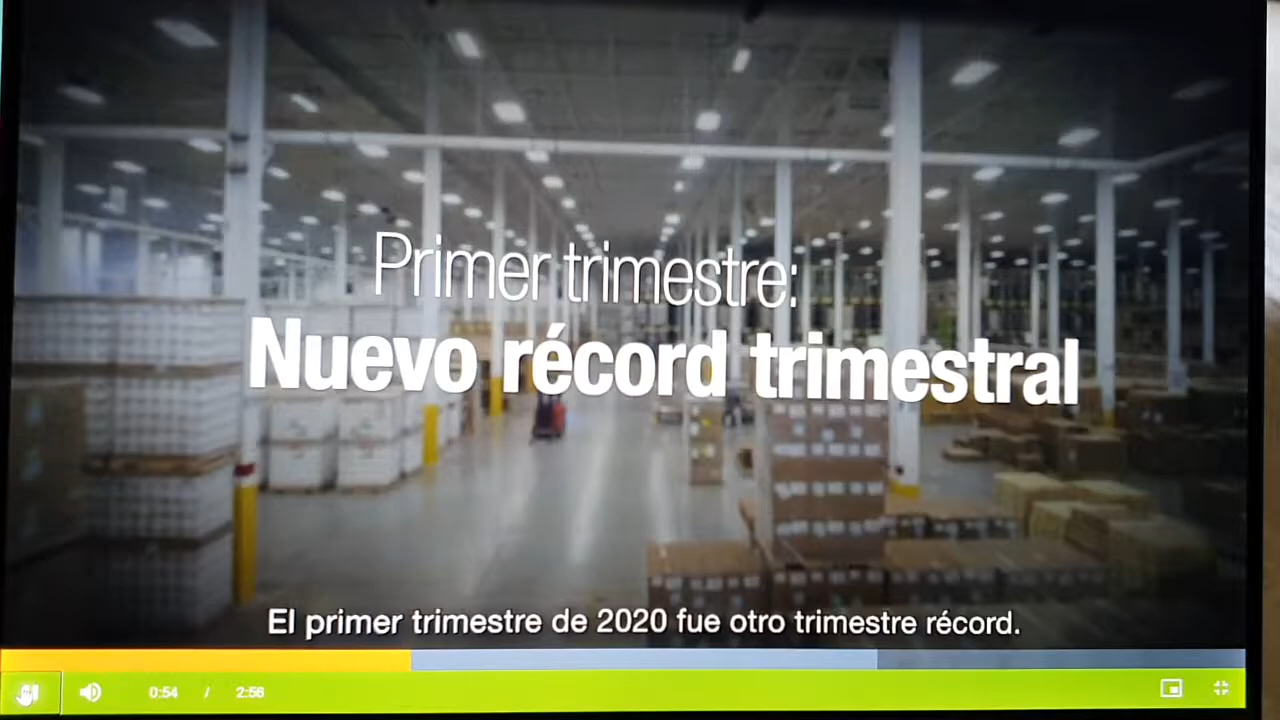 Primer trimestre:
Nuevo récord trimestral
El primer trimestre de 2020 fue otro trimestre récord.
0:54 / 2:56